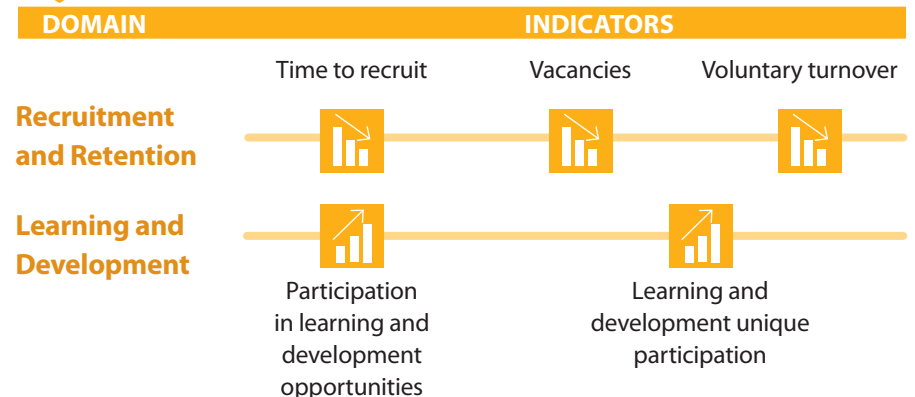 DOMAIN INDICATORS
Time to recruit Vacancies Voluntary turnover
Recruitment
and Retention
Learning and
Development
Participation
in learning and
development
opportunities
Learning and
development unique
participation